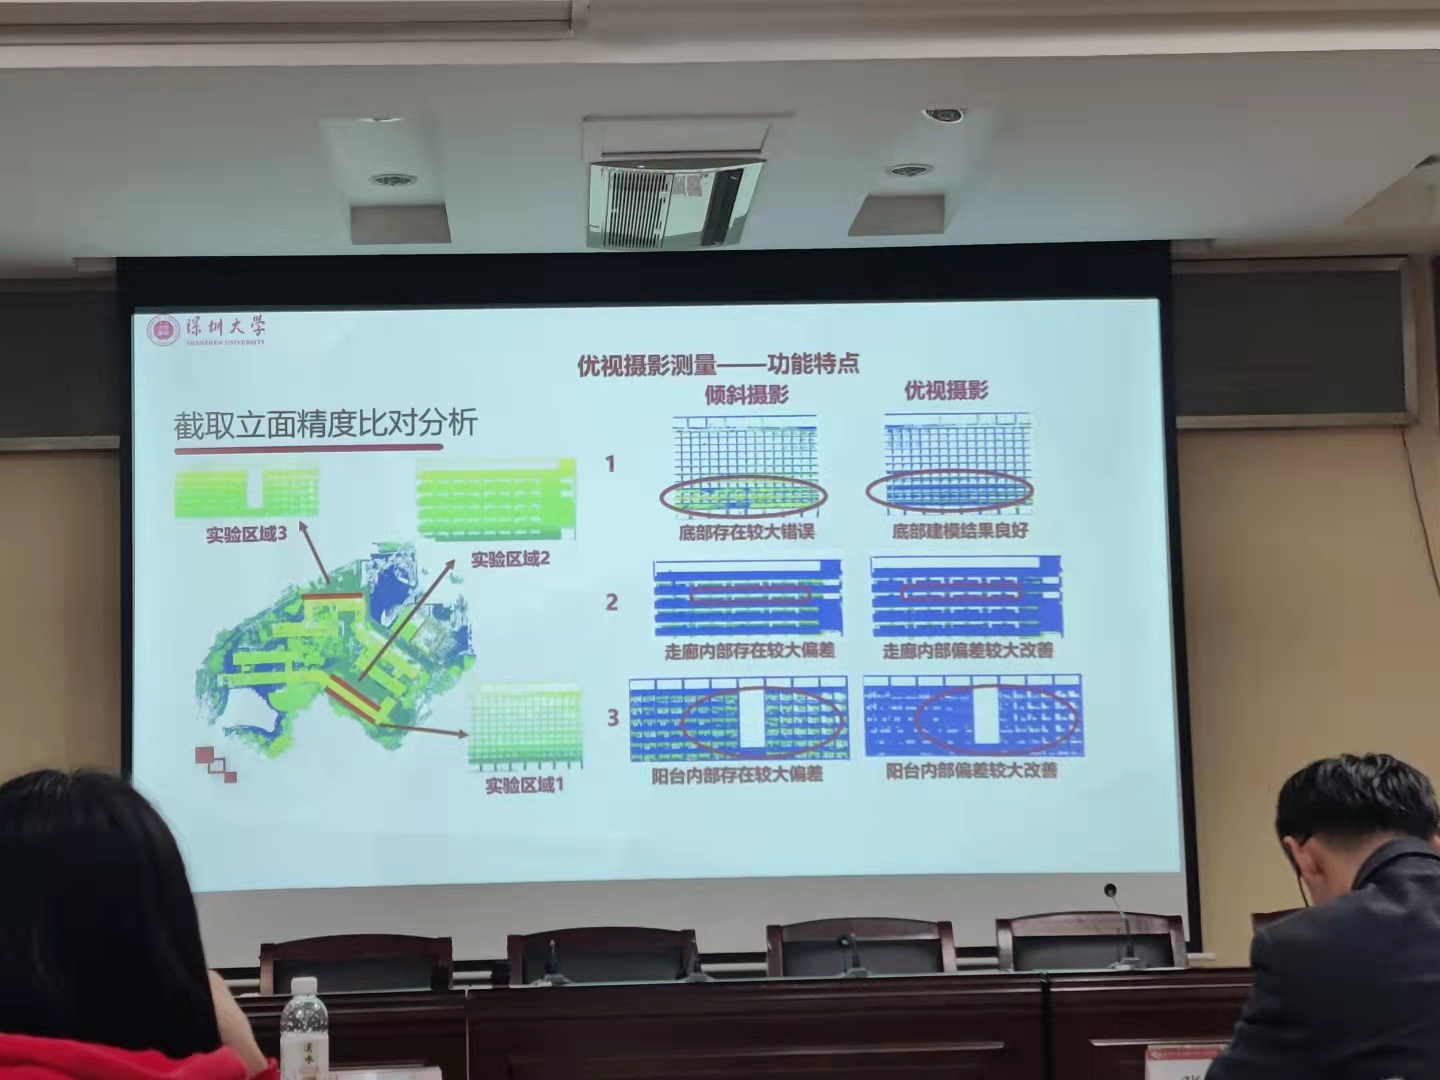 深圳大学
SHENZHEN UNIVERSITY
优视摄影测量——功能特点
截取立面精度比对分析
倾斜摄影
优视摄影
1
底部存在较大错误
底部建模结果良好
实验区域3
实验区域2
2
走廊内部存在较大偏差
走廊内部偏差较大改善
3
阳台内部存在较大偏差
阳台内部偏差较大改善
实验区域1